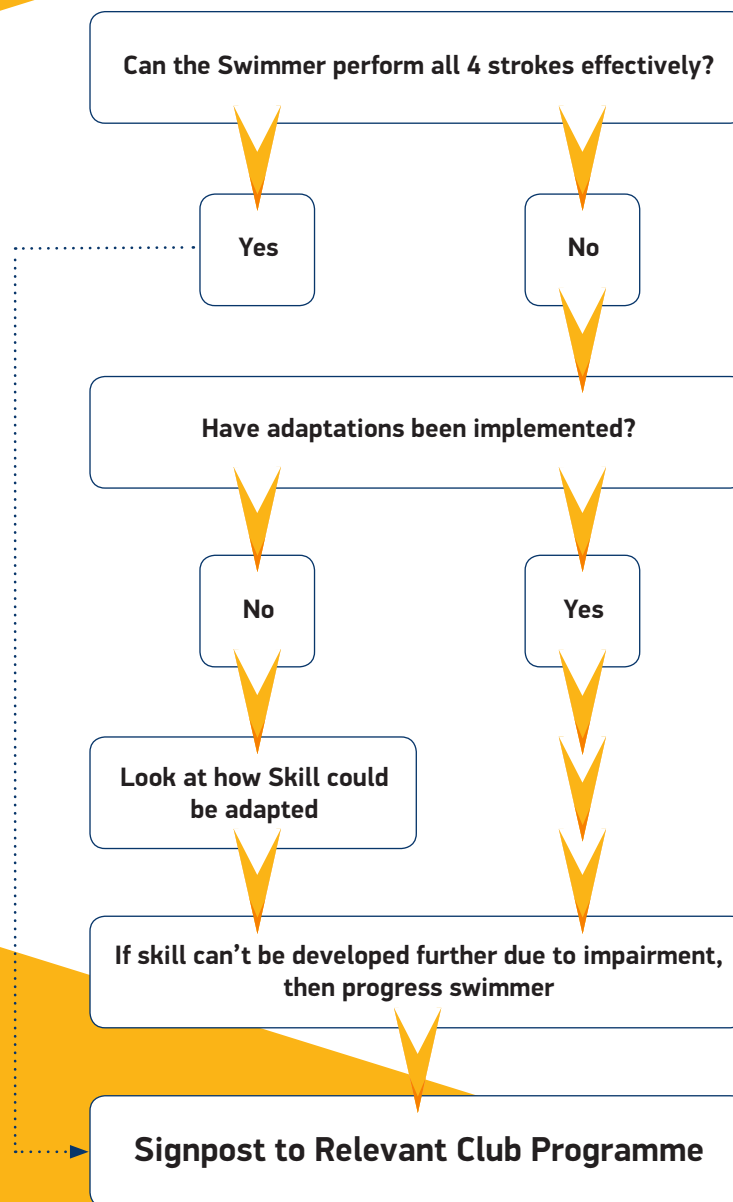 Can the Swimmer perform all 4 strokes effectively?
Yes
No
Have adaptations been implemented?
No
Yes
Look at how Skill could
be adapted
If skill can’t be developed further due to impairment,
then progress swimmer
Signpost to Relevant Club Programme